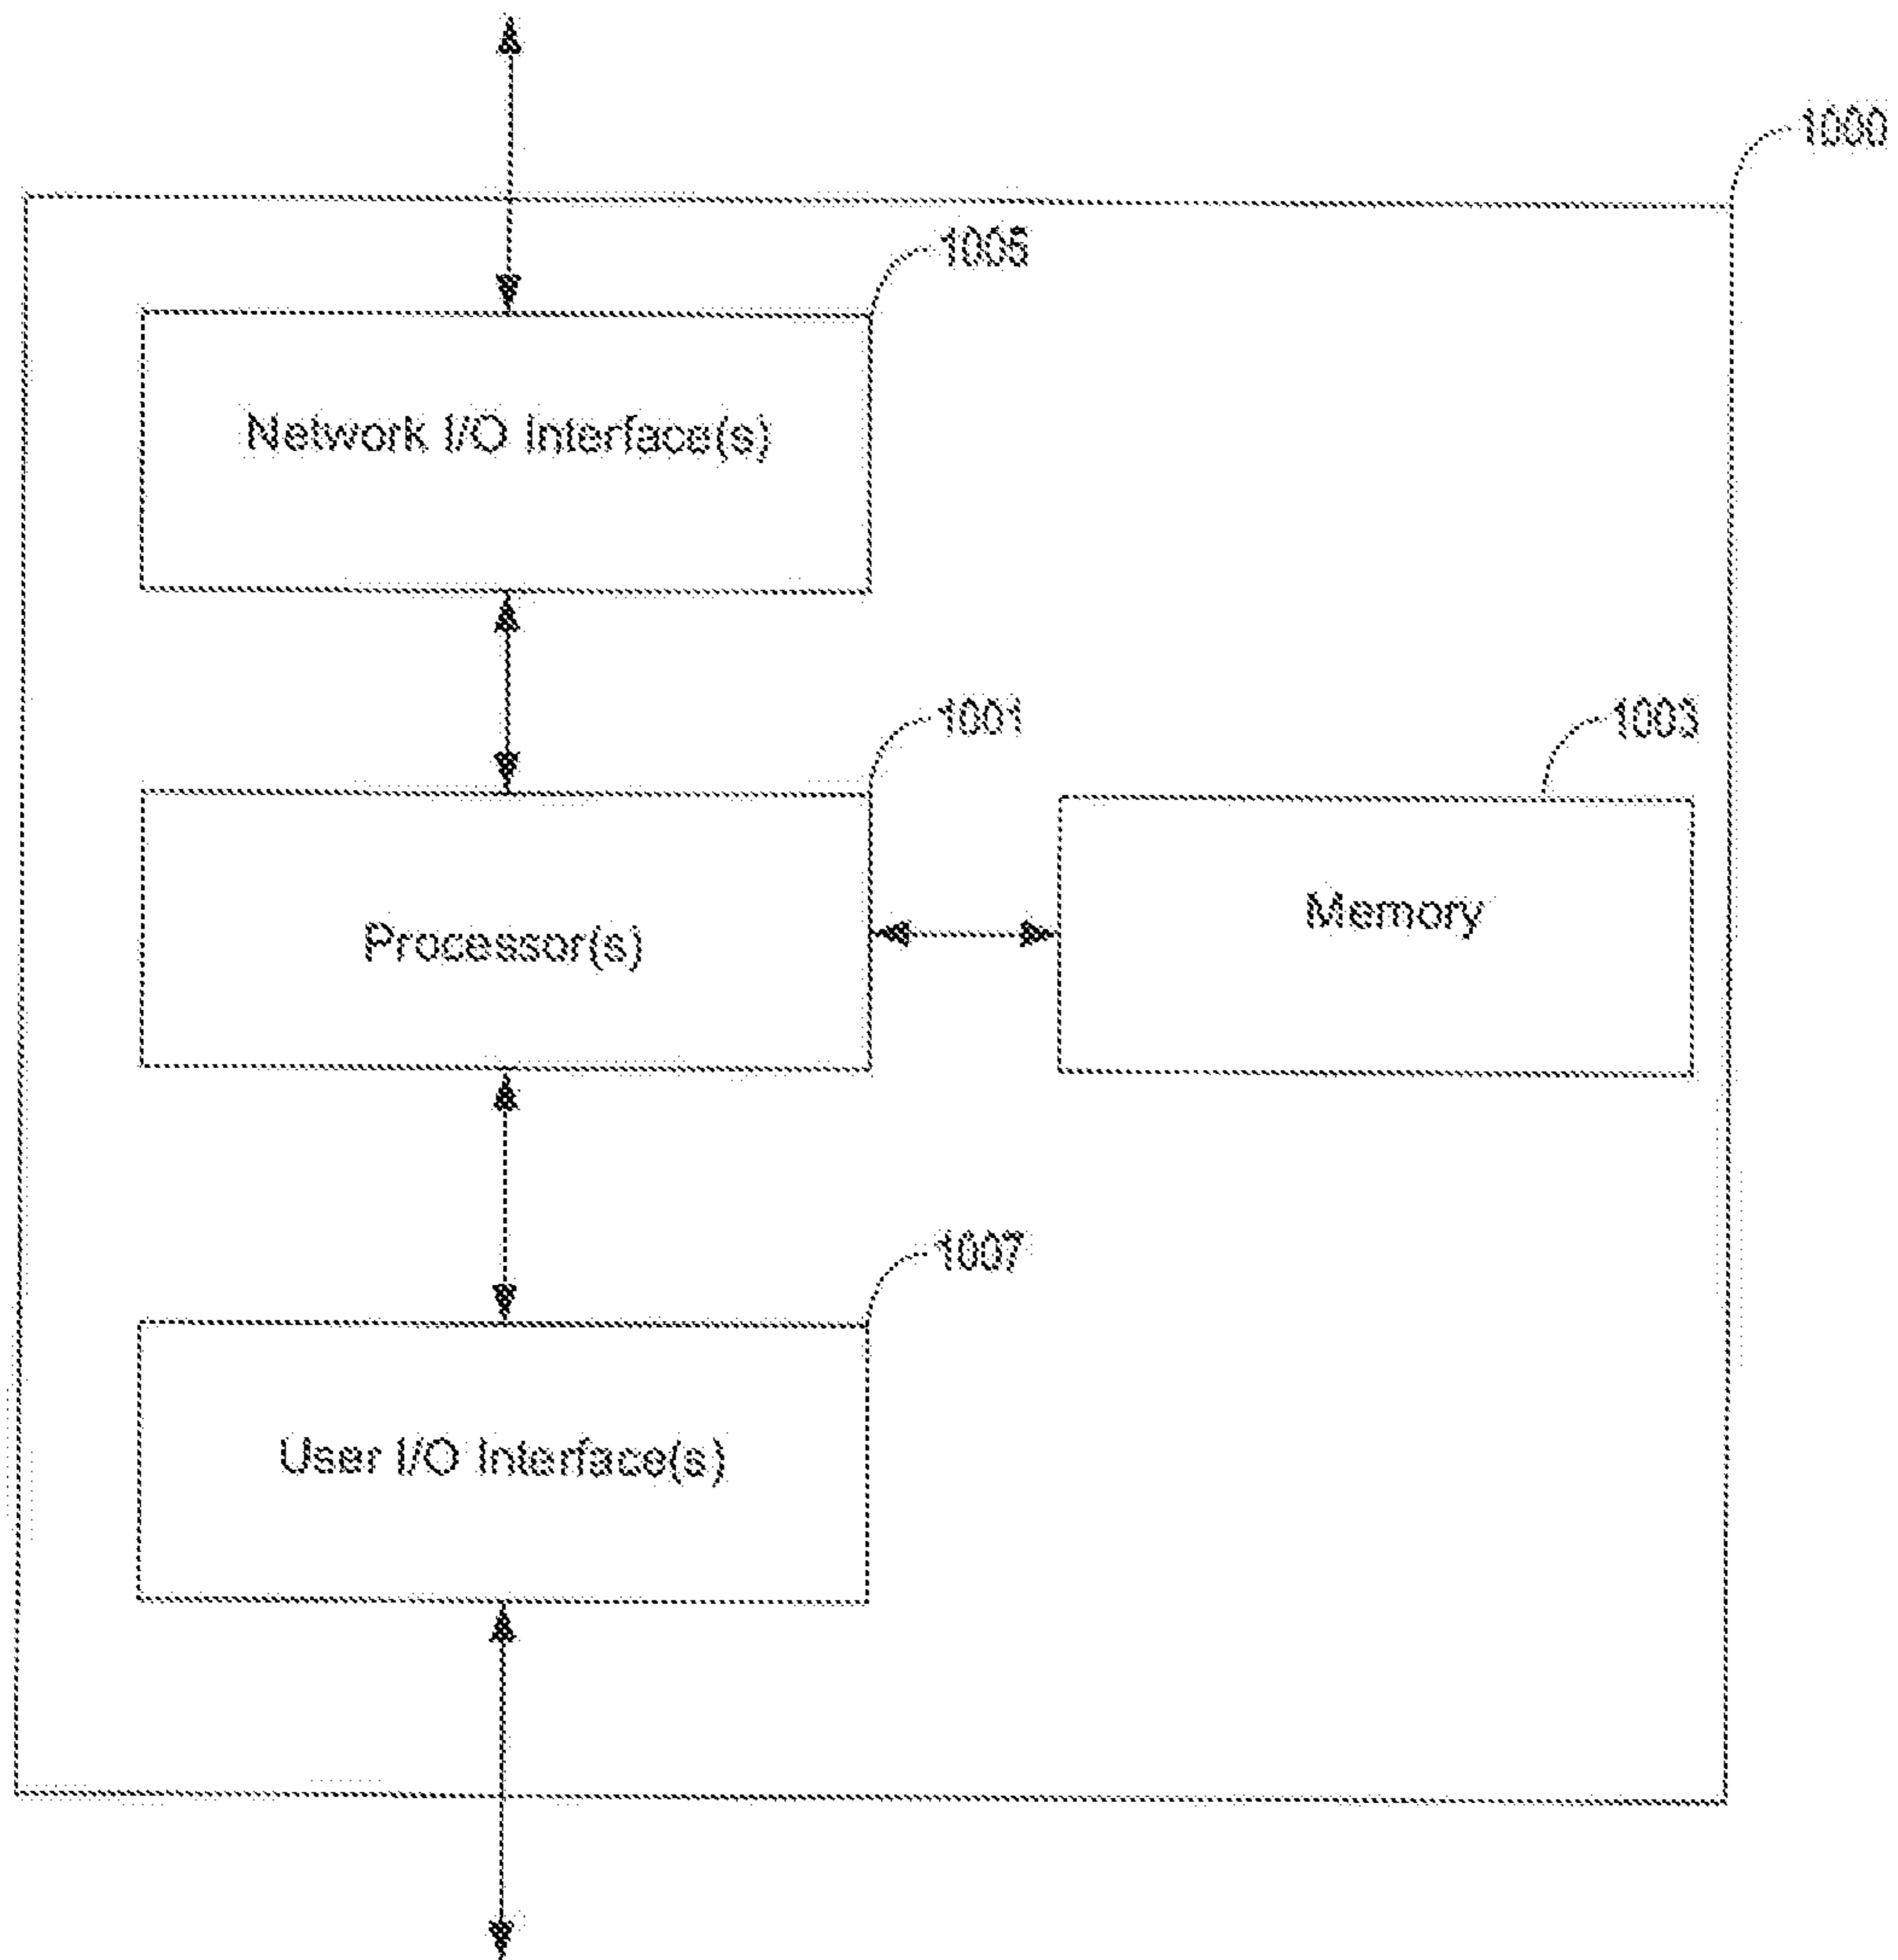 1000
1005
Network I/O Interface(s)
1001
1003
Processor(s)
Memory
1007
User I/O Interface(s)